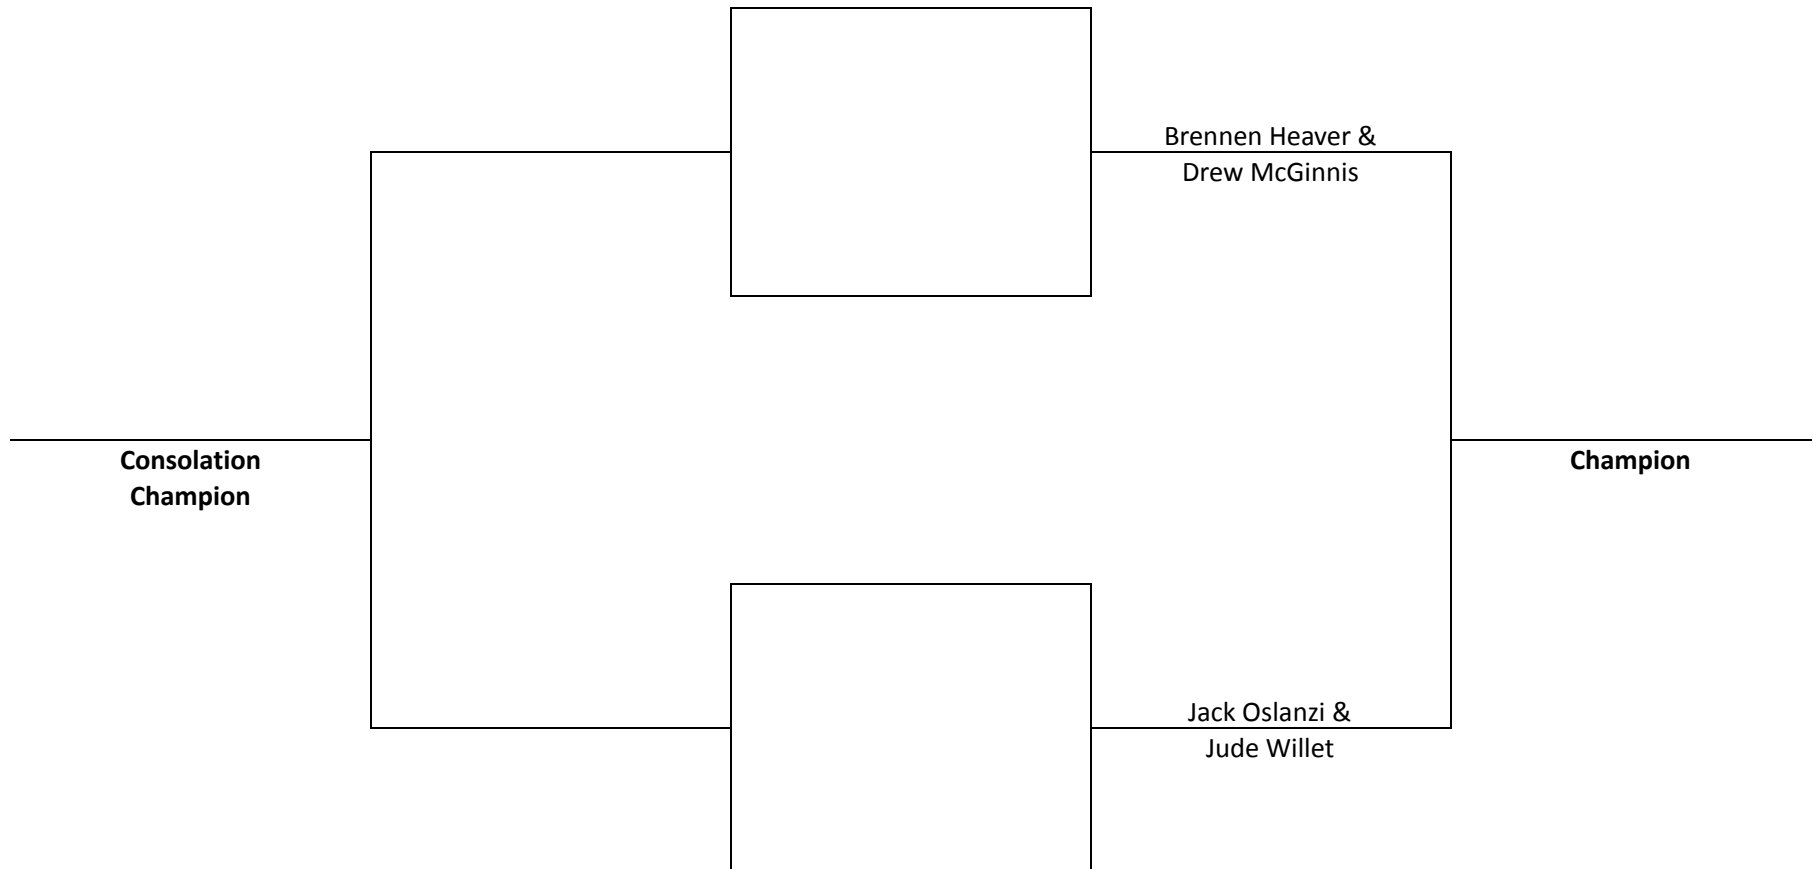 Brennen Heaver &
Drew McGinnis
Consolation
Champion
Champion
Jack Oslanzi &
Jude Willet